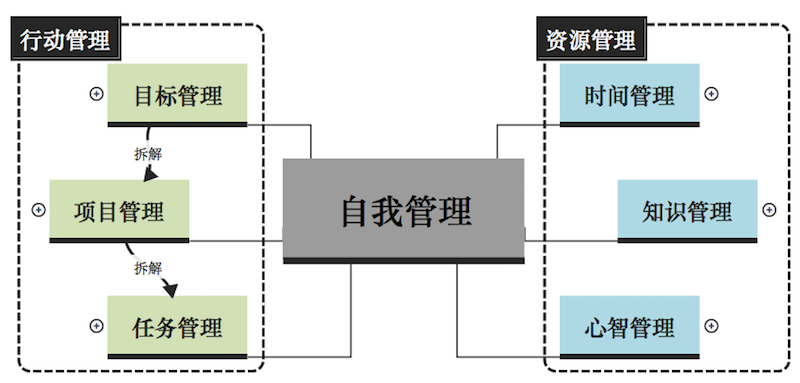 行动管理
目标管理
拆解
项目管理
拆解
任务管理
自我管理
资源管理
时间管理
知识管理
心智管理